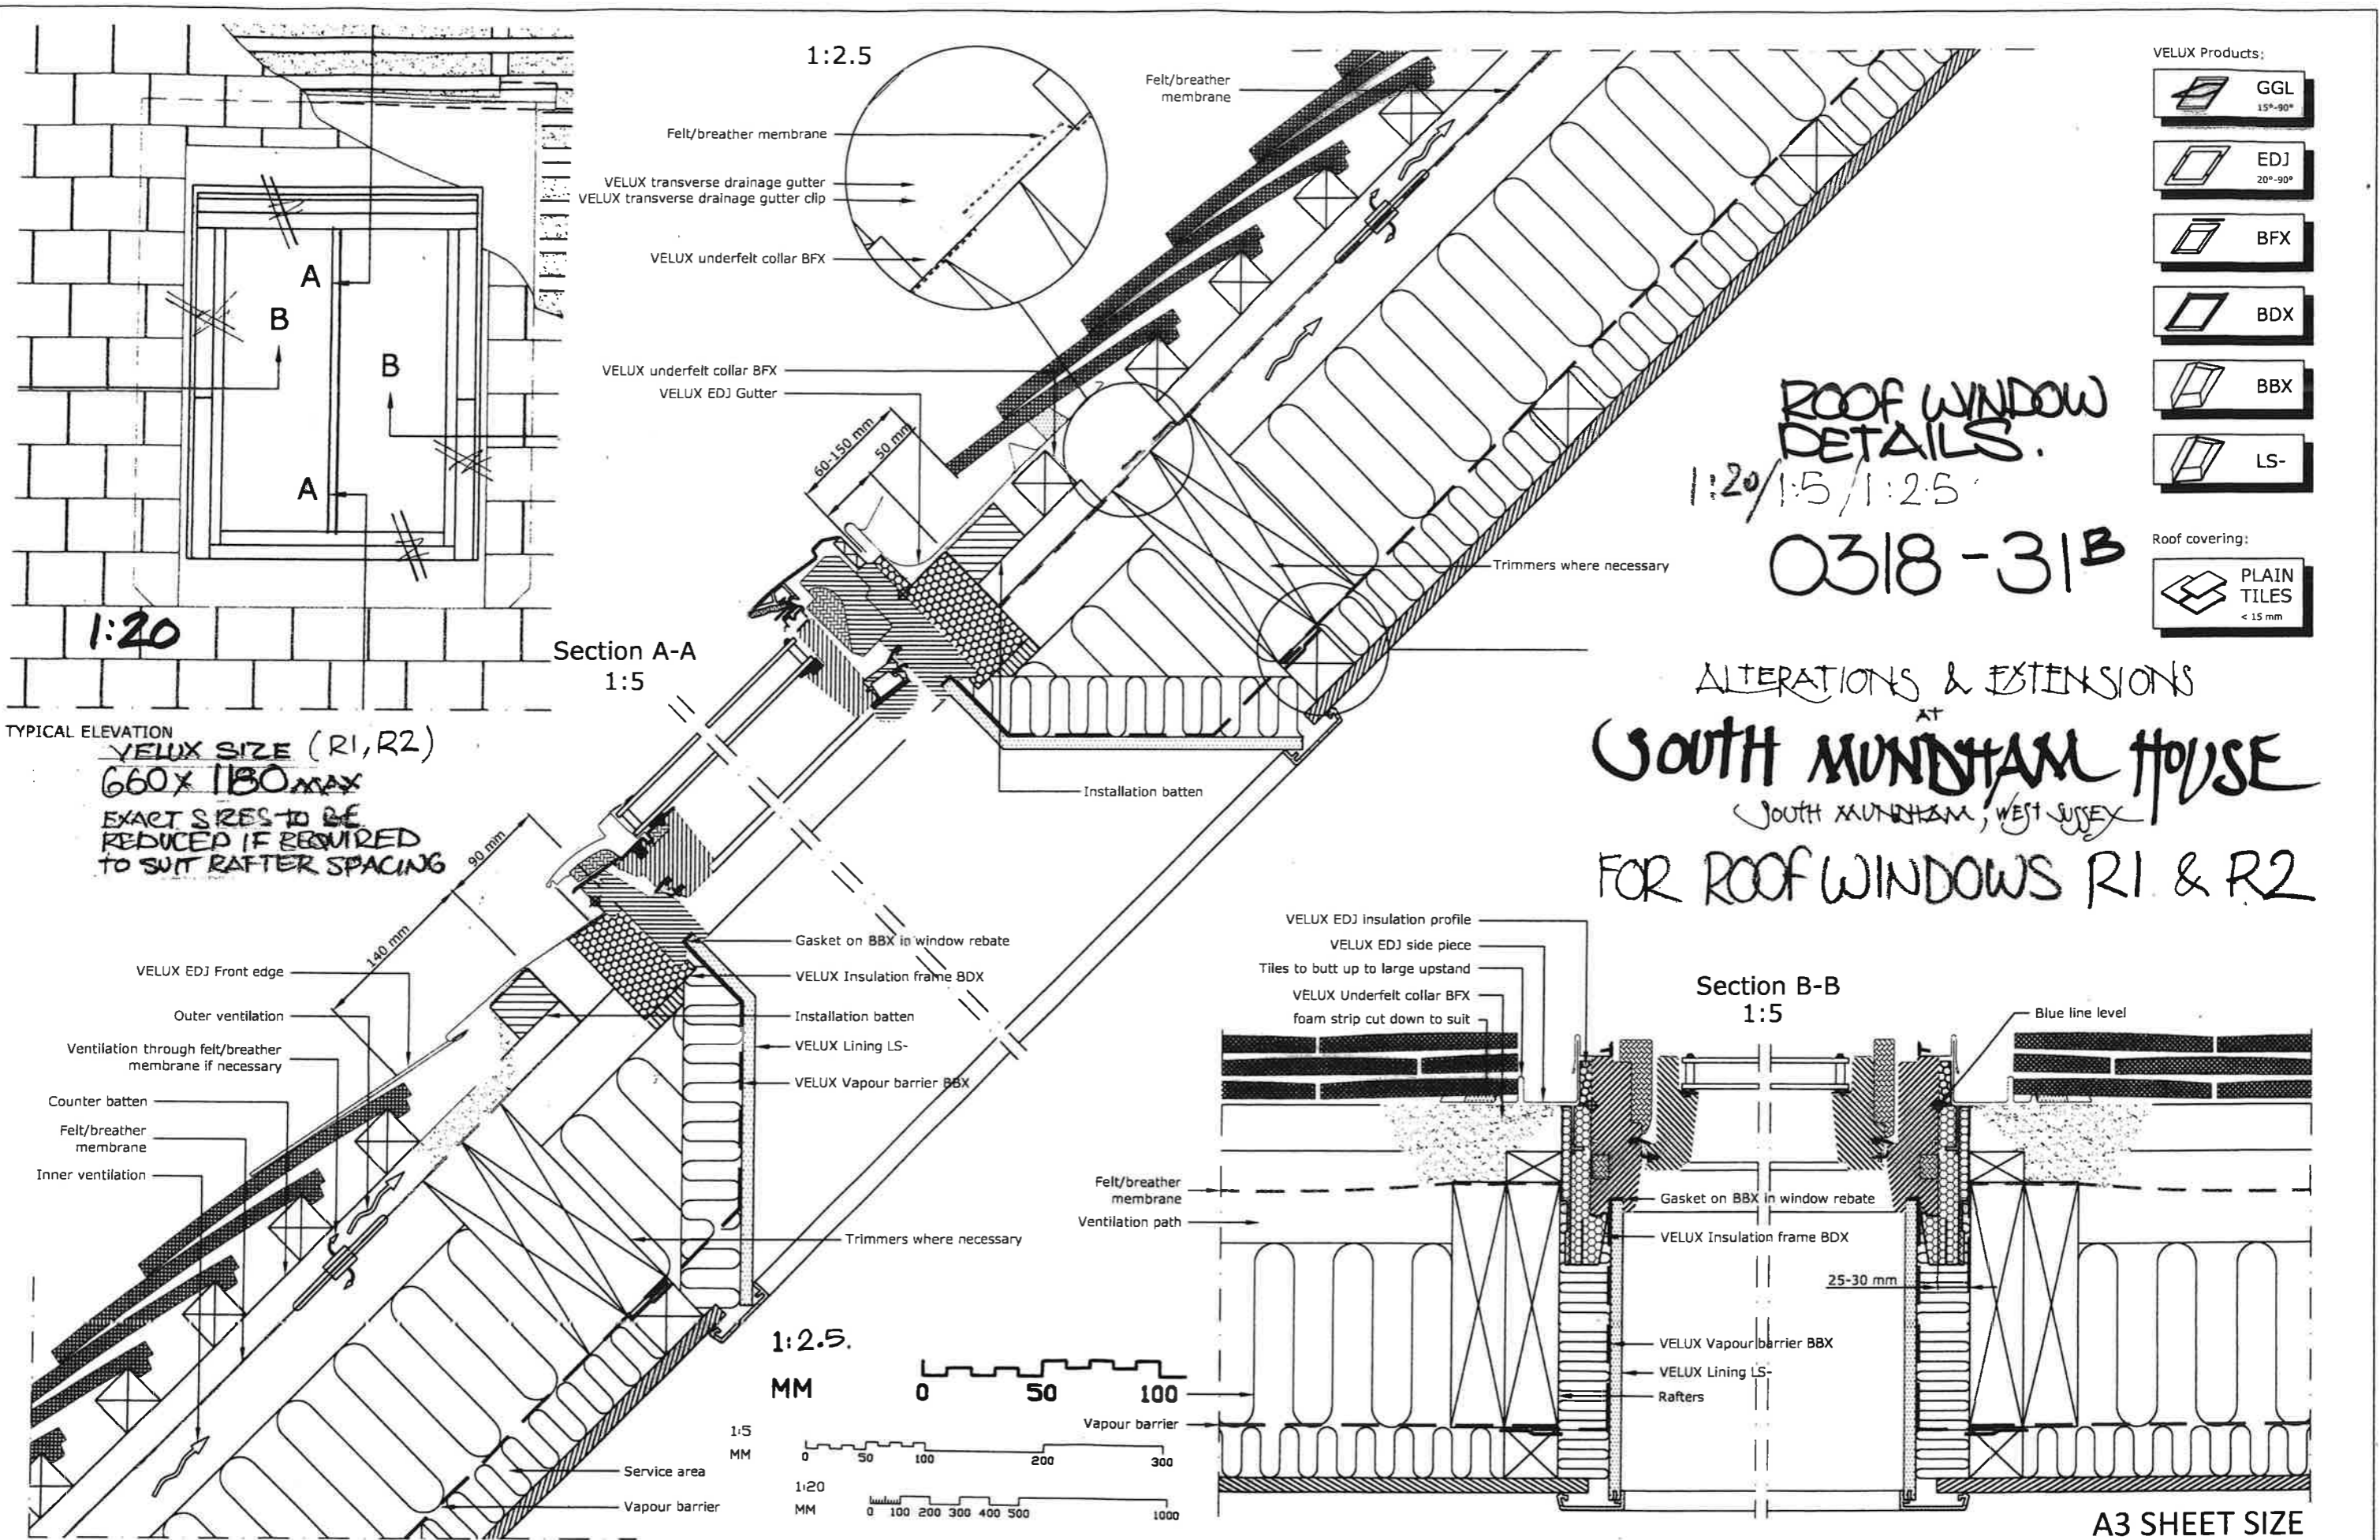 1:20
A
B
B
A
TYPICAL ELEVATION
VELUX SIZE (R1, R2)
660 X 1180 MAX
EXACT SIZES TO BE
REDUCED IF REQUIRED
TO SUIT RAFTER SPACING
1:2.5
Felt/breather membrane
VELUX transverse drainage gutter
VELUX transverse drainage gutter clip
VELUX underfelt collar BFX
Felt/breather
membrane
VELUX underfelt collar BFX
VELUX EDJ Gutter
60-150 mm
50 mm
Section A-A
1:5
Trimmers where necessary
Installation batten
90 mm
140 mm
VELUX EDJ Front edge
Outer ventilation
Ventilation through felt/breather
membrane if necessary
Counter batten
Felt/breather
membrane
Inner ventilation
Gasket on BBX in window rebate
VELUX Insulation frame BDX
Installation batten
VELUX Lining LS-
VELUX Vapour barrier BBX
Trimmers where necessary
Service area
Vapour barrier
1:2.5.
MM
0 50 100
1:5
MM
0 50 100 200 300
1:20
MM
0 100 200 300 400 500 1000
VELUX Products:
GGL
15°-90°
EDJ
20°-90°
BFX
BDX
BBX
LS-
Roof covering:
PLAIN
TILES
< 15 mm
ROOF WINDOW
DETAILS.
1:20/1:5/1:2.5
0318-31B
ALTERATIONS & EXTENSIONS
AT
SOUTH MUNDHAM HOUSE
SOUTH MUNDHAM, WEST SUSSEX
FOR ROOF WINDOWS R1 & R2
VELUX EDJ insulation profile
VELUX EDJ side piece
Tiles to butt up to large upstand
VELUX Underfelt collar BFX
foam strip cut down to suit
Section B-B
1:5
Blue line level
Felt/breather
membrane
Ventilation path
Gasket on BBX in window rebate
VELUX Insulation frame BDX
25-30 mm
VELUX Vapour barrier BBX
VELUX Lining LS-
Rafters
Vapour barrier
A3 SHEET SIZE